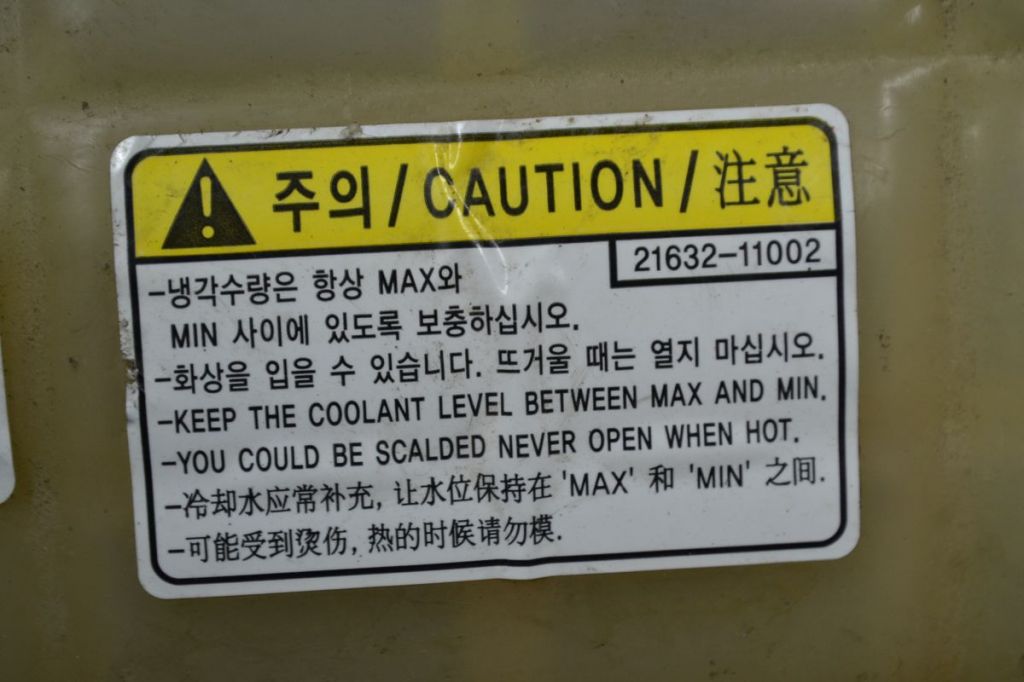 주의/CAUTION/注意
21632-11002
-냉각수량은 항상 MAX와
MIN 사이에 있도록 보충하십시오.
-화상을 입을 수 있습니다. 뜨거울 때는 열지 마십시오.
-KEEP THE COOLANT LEVEL BETWEEN MAX AND MIN.
-YOU COULD BE SCALDED NEVER OPEN WHEN HOT.
-冷却水应常补充, 让水位保持在 'MAX' 和 'MIN' 之间.
-可能受到烫伤, 热的时候请勿模.